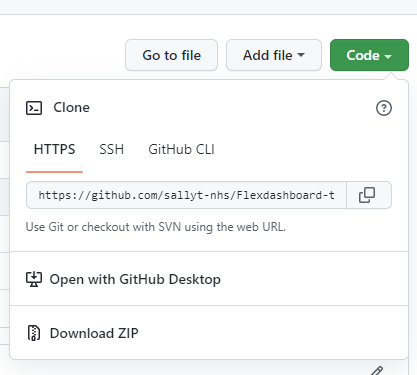 Go to file
Add file
Code
Clone
HTTPS
SSH
GitHub CLI
https://github.com/sallyt-nhs/Flexdashboard-t
Use Git or checkout with SVN using the web URL.
Open with GitHub Desktop
Download ZIP